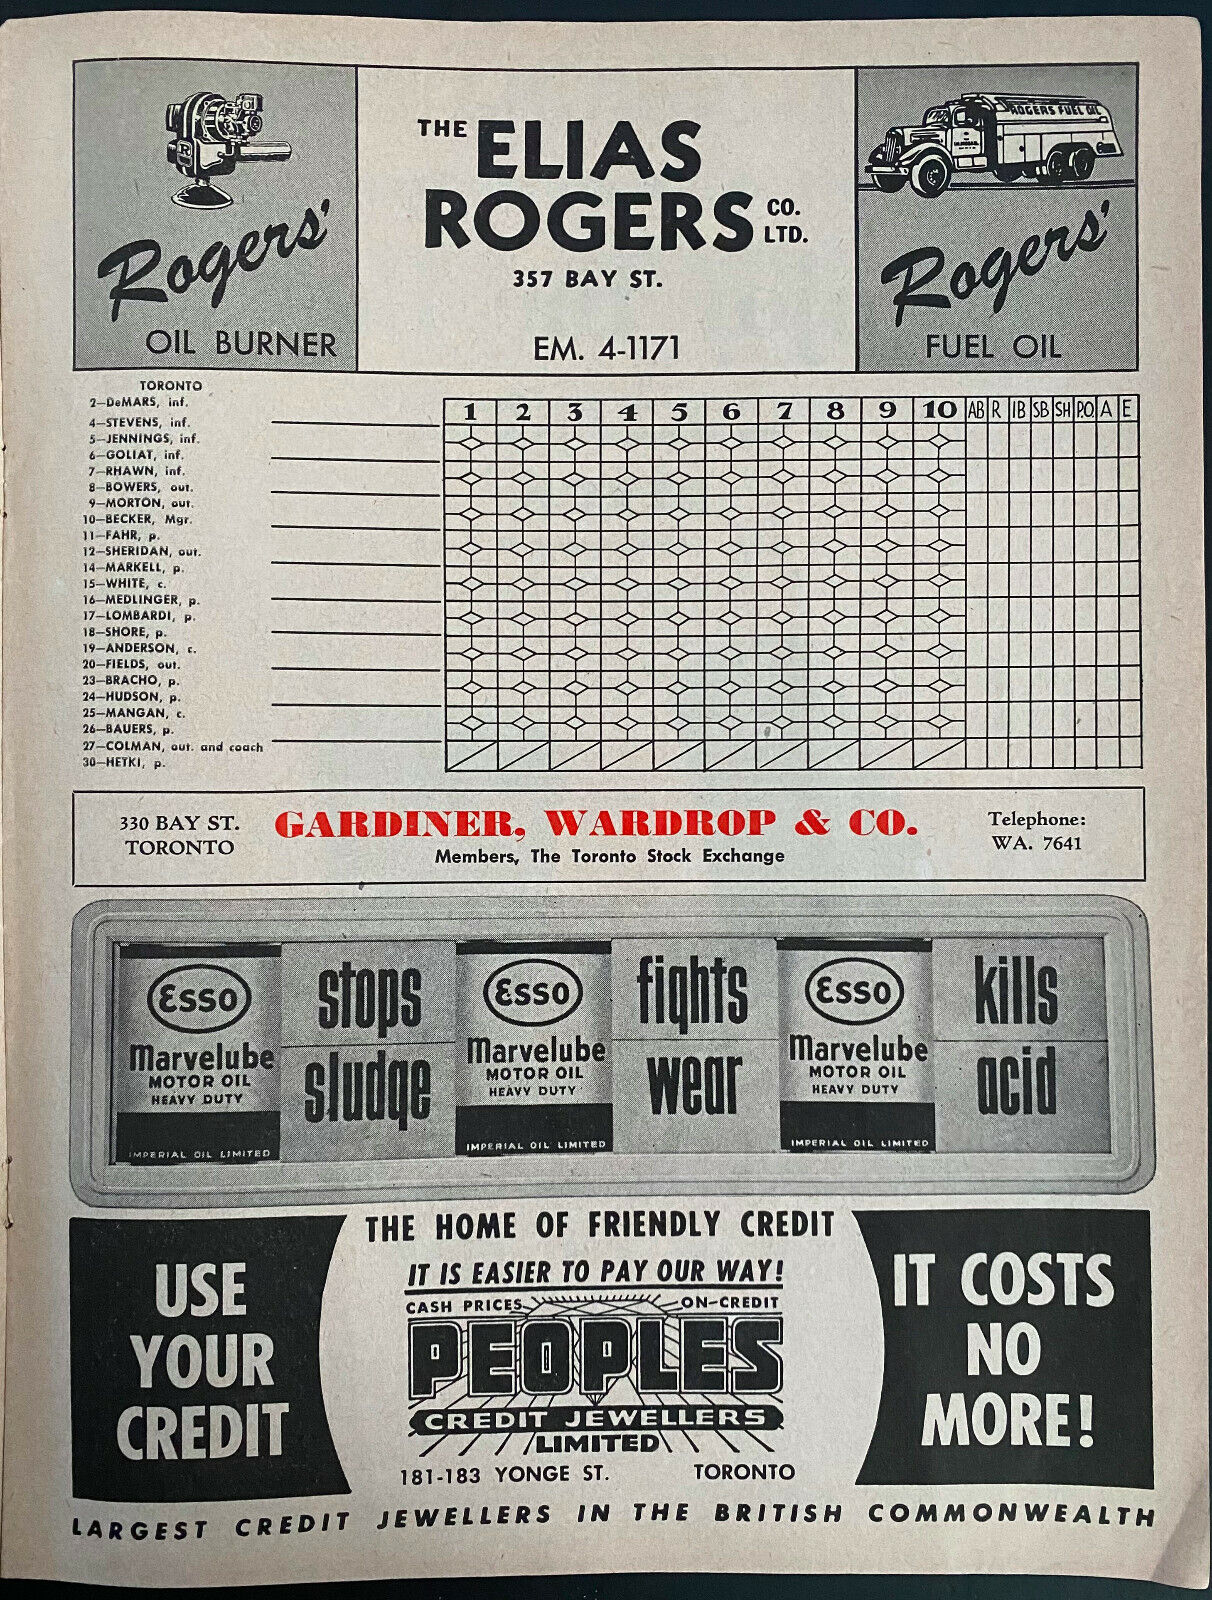 R
Rogers'
OIL BURNER
THE ELIAS
ROGERS CO. LTD.
357 BAY ST.
EM. 4-1171
ROGERS FUEL OIL
Rogers'
FUEL OIL
TORONTO
2—DeMARS, inf.
4—STEVENS, inf.
5—JENNINGS, inf.
6—GOLIAT, inf.
7—RHAWN, inf.
8—BOWERS, out.
9—MORTON, out.
10—BECKER, Mgr.
11—FAHR, p.
12—SHERIDAN, out.
14—MARKELL, p.
15—WHITE, c.
16—MEDLINGER, p.
17—LOMBARDI, p.
18—SHORE, p.
19—ANDERSON, c.
20—FIELDS, out.
23—BRACHO, p.
24—HUDSON, p.
25—MANGAN, c.
26—BAUERS, p.
27—COLMAN, out. and coach
30—HETKI, p.
1 2 3 4 5 6 7 8 9 10 AB R IB SB SH P.O. A E
330 BAY ST.
TORONTO
GARDINER, WARDROP & CO.
Members, The Toronto Stock Exchange
Telephone:
WA. 7641
Esso
Marvelube
MOTOR OIL
HEAVY DUTY
IMPERIAL OIL LIMITED
stops
sludge
Esso
Marvelube
MOTOR OIL
HEAVY DUTY
IMPERIAL OIL LIMITED
fights
wear
Esso
Marvelube
MOTOR OIL
HEAVY DUTY
IMPERIAL OIL LIMITED
kills
acid
USE
YOUR
CREDIT
THE HOME OF FRIENDLY CREDIT
IT IS EASIER TO PAY OUR WAY!
CASH PRICES ON-CREDIT
PEOPLES
CREDIT JEWELLERS
LIMITED
181-183 YONGE ST. TORONTO
IT COSTS
NO
MORE!
LARGEST CREDIT JEWELLERS IN THE BRITISH COMMONWEALTH